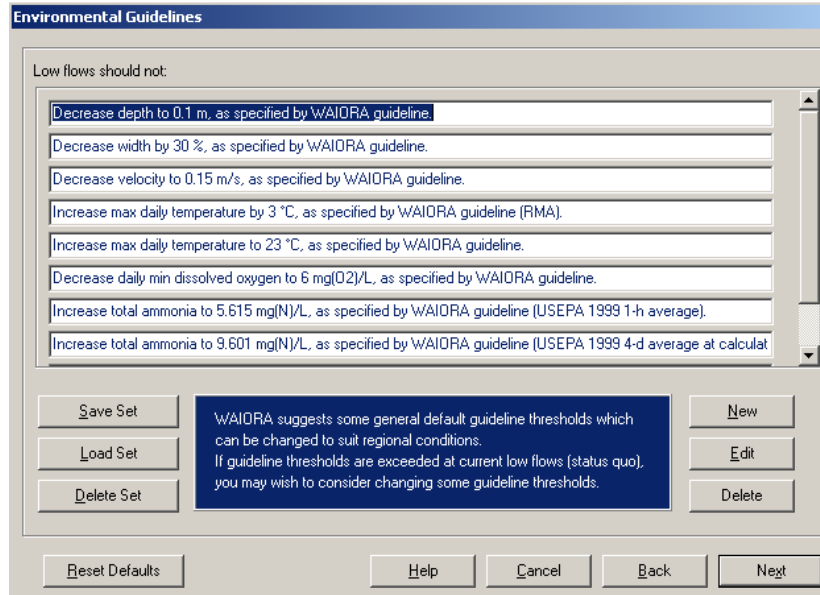 Environmental Guidelines
Low flows should not:
Decrease depth to 0.1 m, as specified by WAIORA guideline.
Decrease width by 30 %, as specified by WAIORA guideline.
Decrease velocity to 0.15 m/s, as specified by WAIORA guideline.
Increase max daily temperature by 3 °C, as specified by WAIORA guideline (RMA).
Increase max daily temperature to 23 °C, as specified by WAIORA guideline.
Decrease daily min dissolved oxygen to 6 mg(O2)/L, as specified by WAIORA guideline.
Increase total ammonia to 5.615 mg(N)/L, as specified by WAIORA guideline (USEPA 1999 1-h average).
Increase total ammonia to 9.601 mg(N)/L, as specified by WAIORA guideline (USEPA 1999 4-d average at calculat
Save Set
Load Set
Delete Set
WAIORA suggests some general default guideline thresholds which
can be changed to suit regional conditions.
If guideline thresholds are exceeded at current low flows (status quo),
you may wish to consider changing some guideline thresholds.
New
Edit
Delete
Reset Defaults
Help
Cancel
Back
Next